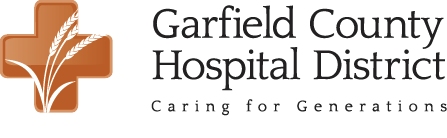 Garfield County
Hospital District
Caring for Generations